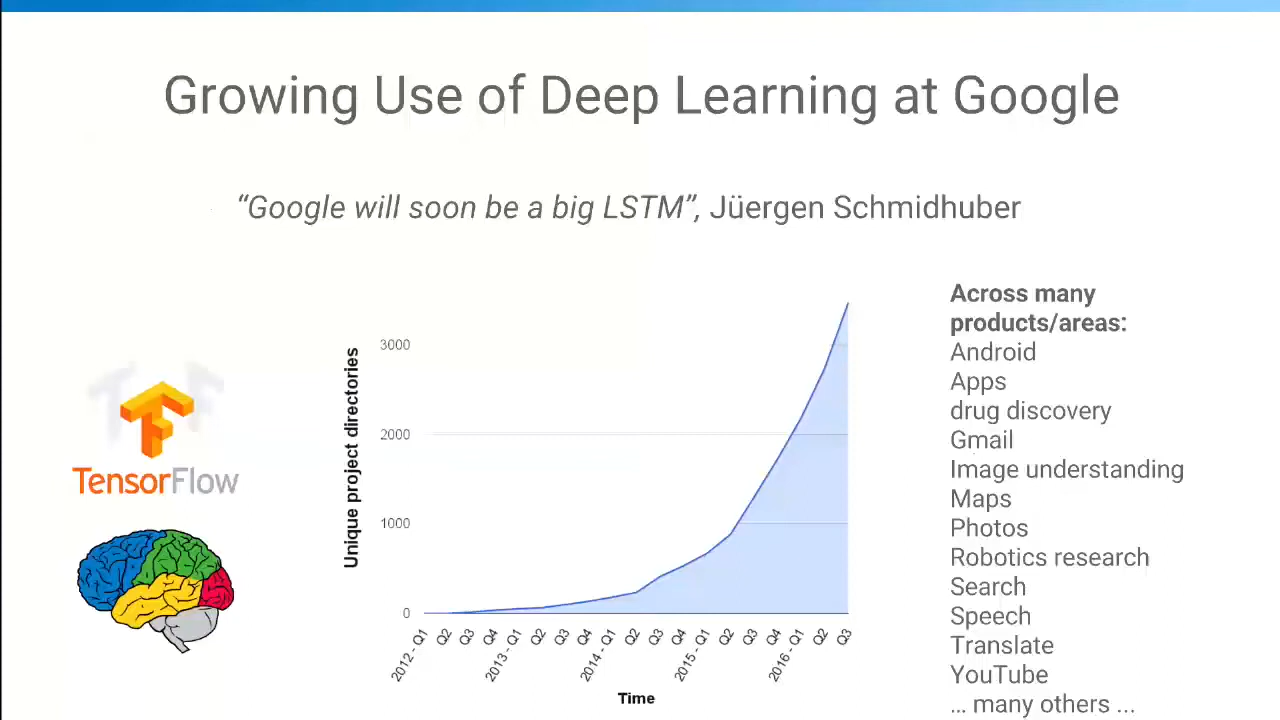 Growing Use of Deep Learning at Google
“Google will soon be a big LSTM”, Jüergen Schmidhuber
TensorFlow
Unique project directories
3000
2000
1000
0
2012 - Q1
Q2
Q3
Q4
2013 - Q1
Q2
Q3
Q4
2014 - Q1
Q2
Q3
Q4
2015 - Q1
Q2
Q3
Q4
2016 - Q1
Q2
Q3
Time
Across many
products/areas:
Android
Apps
drug discovery
Gmail
Image understanding
Maps
Photos
Robotics research
Search
Speech
Translate
YouTube
... many others ...